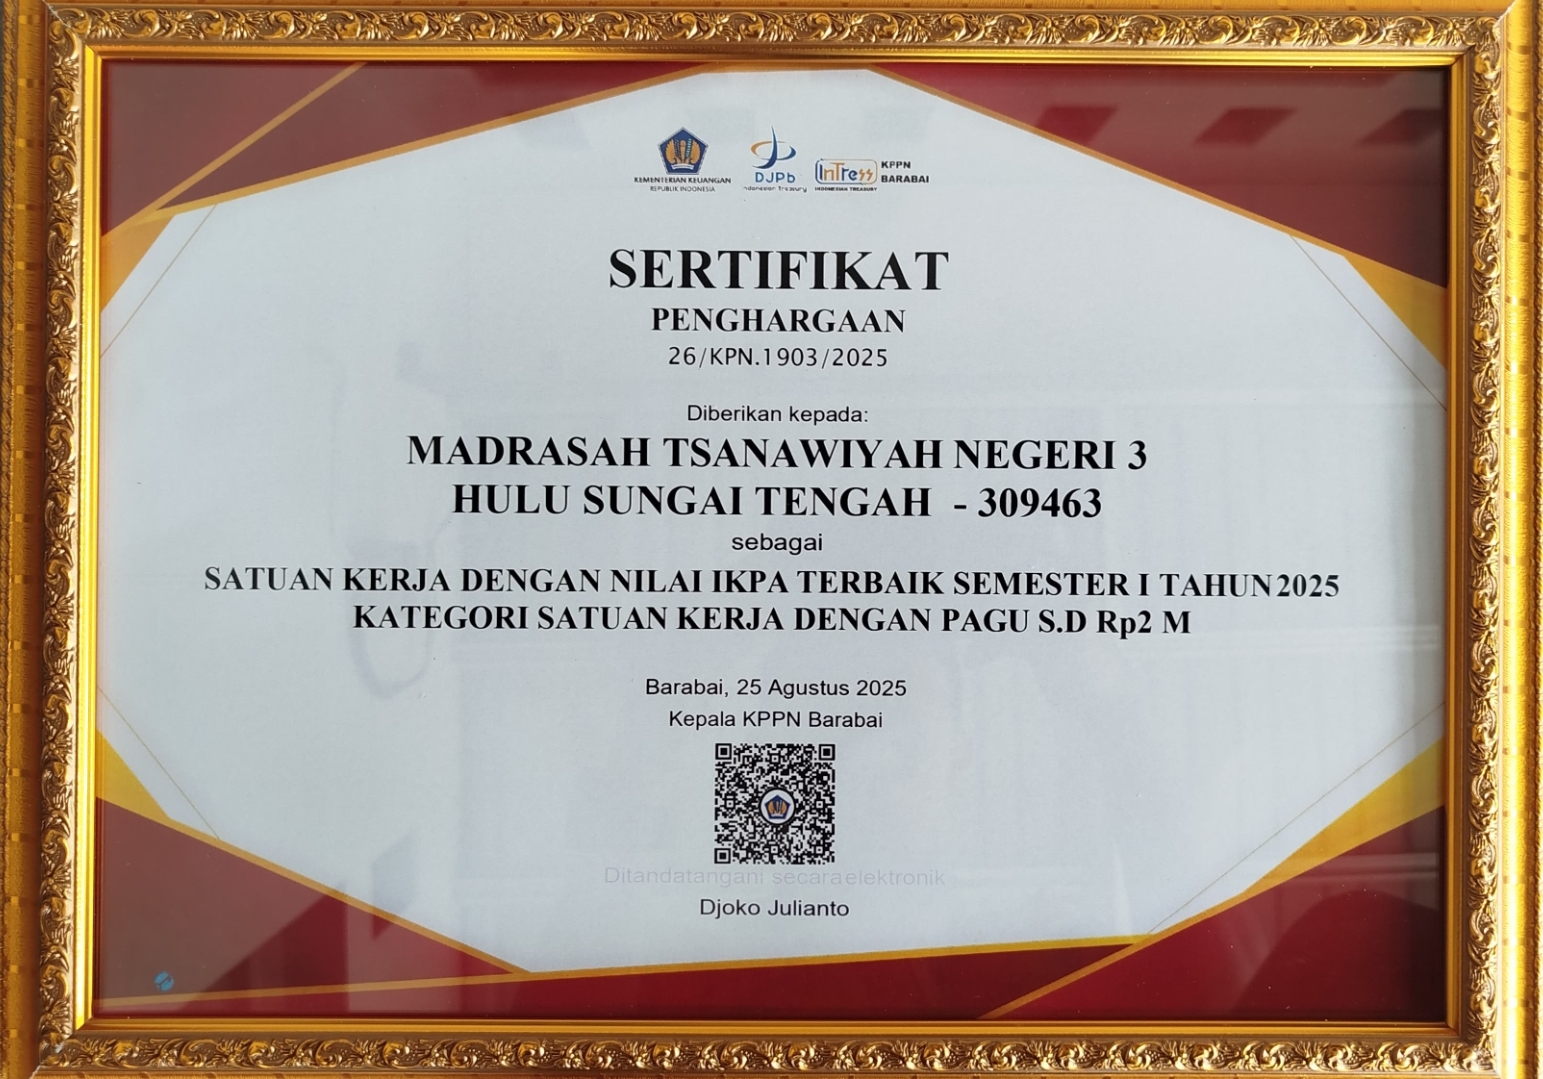 KEMENTERIAN KEUANGAN
REPUBLIK INDONESIA
DJPb
Indonesian Treasury
InTress
INDONESIAN TREASURY
KPPN
BARABAI
SERTIFIKAT
PENGHARGAAN
26/KPN.1903/2025
Diberikan kepada:
MADRASAH TSANAWIYAH NEGERI 3
HULU SUNGAI TENGAH - 309463
sebagai
SATUAN KERJA DENGAN NILAI IKPA TERBAIK SEMESTER I TAHUN 2025
KATEGORI SATUAN KERJA DENGAN PAGU S.D Rp2 M
Barabai, 25 Agustus 2025
Kepala KPPN Barabai
Ditandatangani secara elektronik
Djoko Julianto